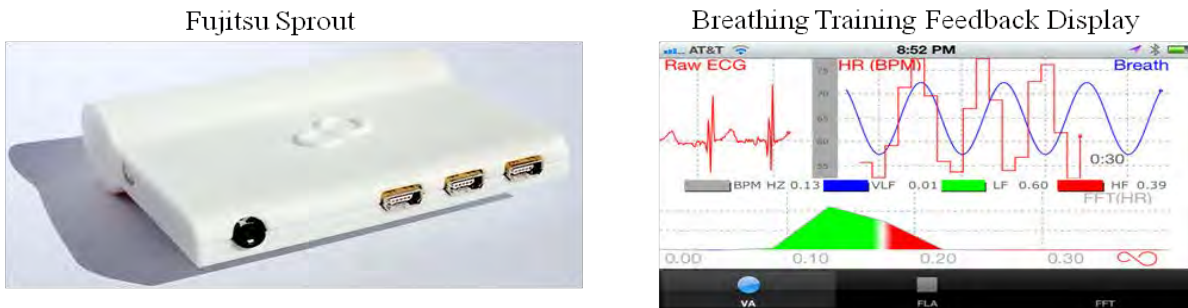 Fujitsu Sprout
Breathing Training Feedback Display
AT&T 8:52 PM
Raw ECG HR (BPM) Breath
75
70
65
60
55
0:30
BPM HZ 0.13 VLF 0.01 LF 0.60 HF 0.39
FFT(HR)
0.00 0.10 0.20 0.30
VA FLA FFT